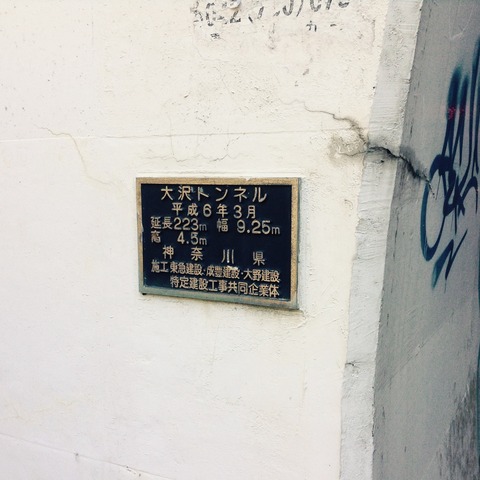 大沢トンネル
平成6年3月
延長223m 幅 9.25m
高 4.5m
神奈川県
施工 東急建設・成豊建設・大野建設
特定建設工事共同企業体